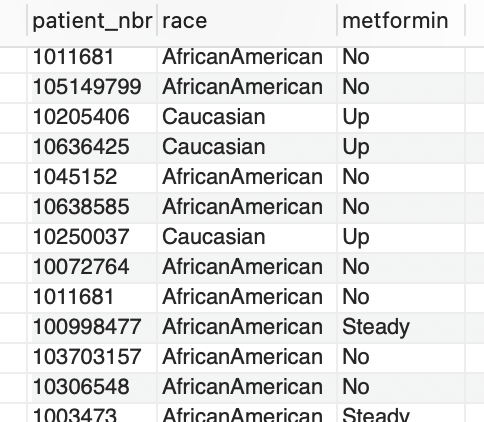 patient_nbr race metformin
1011681 AfricanAmerican No
105149799 AfricanAmerican No
10205406 Caucasian Up
10636425 Caucasian Up
1045152 AfricanAmerican No
10638585 AfricanAmerican No
10250037 Caucasian Up
10072764 AfricanAmerican No
1011681 AfricanAmerican No
100998477 AfricanAmerican Steady
103703157 AfricanAmerican No
10306548 AfricanAmerican No
1003473 AfricanAmerican Steady